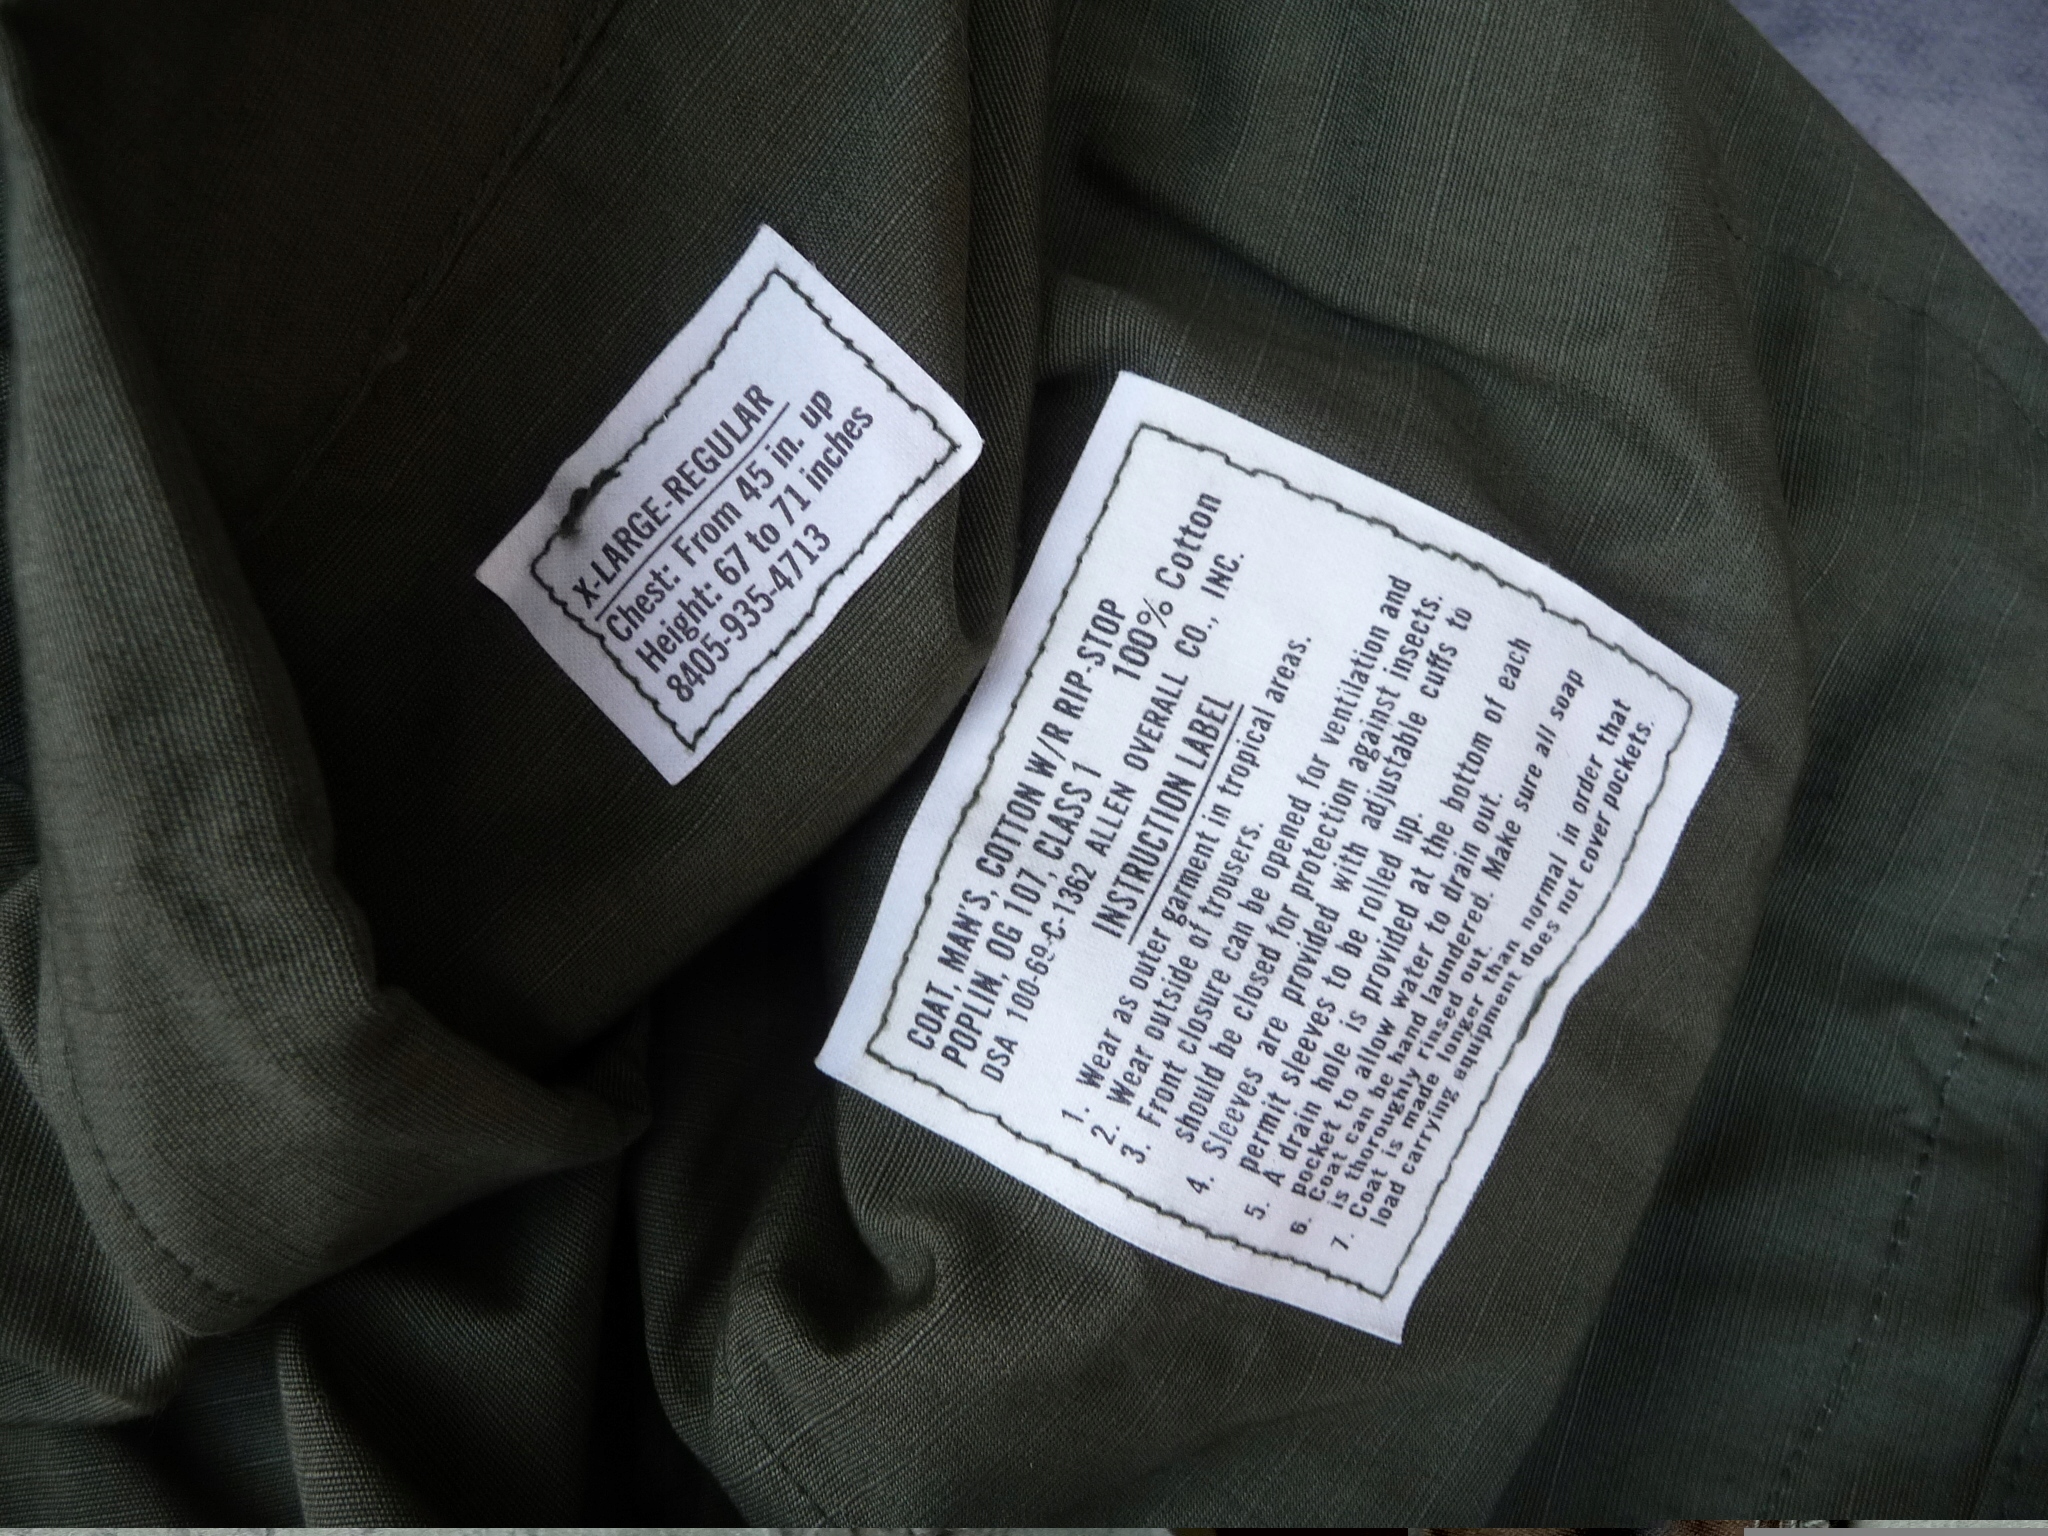 X-LARGE-REGULAR
Chest: From 45 in. up
Height: 67 to 71 inches
8405-935-4713
COAT, MAN'S, COTTON W/R RIP-STOP
POPLIN, OG 107, CLASS 1 100% Cotton
DSA 100-69-C-1362 ALLEN OVERALL CO., INC.
INSTRUCTION LABEL
1. Wear as outer garment in tropical areas.
2. Wear outside of trousers.
3. Front closure can be opened for ventilation and
should be closed for protection against insects.
4. Sleeves are provided with adjustable cuffs to
permit sleeves to be rolled up.
5. A drain hole is provided at the bottom of each
pocket to allow water to drain out.
6. Coat can be hand laundered. Make sure all soap
is thoroughly rinsed out.
7. Coat is made longer than normal in order that
load carrying equipment does not cover pockets.